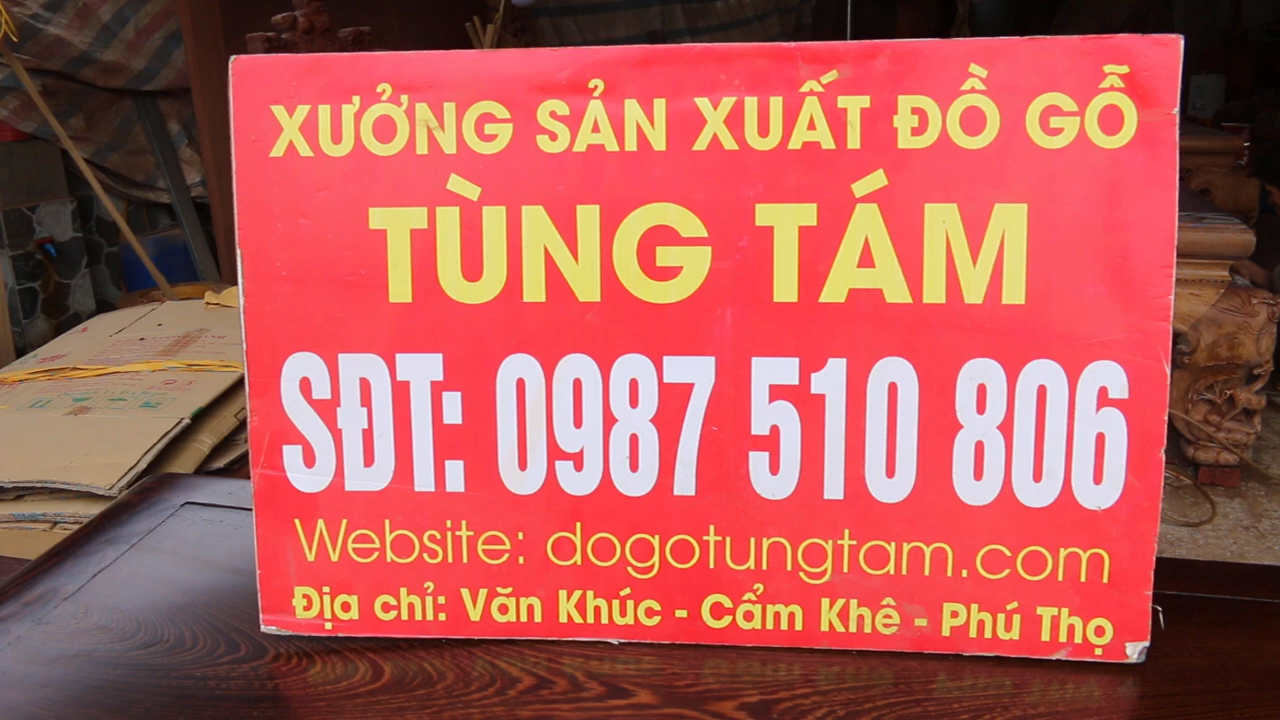 XƯỞNG SẢN XUẤT ĐỒ GỖ
TÙNG TÁM
SĐT: 0987 510 806
Website: dogotungtam.com
Địa chỉ: Văn Khúc - Cẩm Khê - Phú Thọ